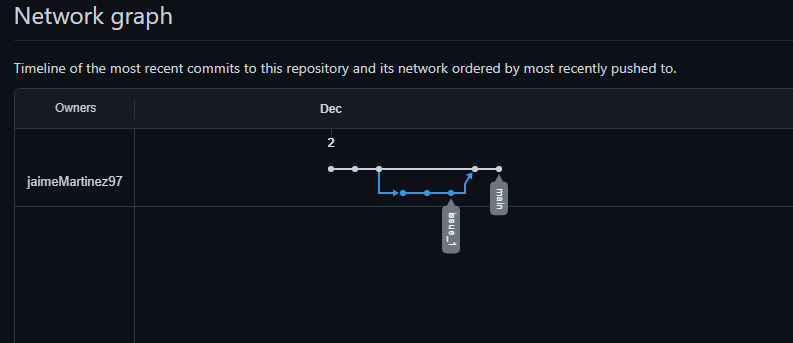 Network graph
Timeline of the most recent commits to this repository and its network ordered by most recently pushed to.
Owners
Dec
2
jaimeMartinez97
main
issue_1